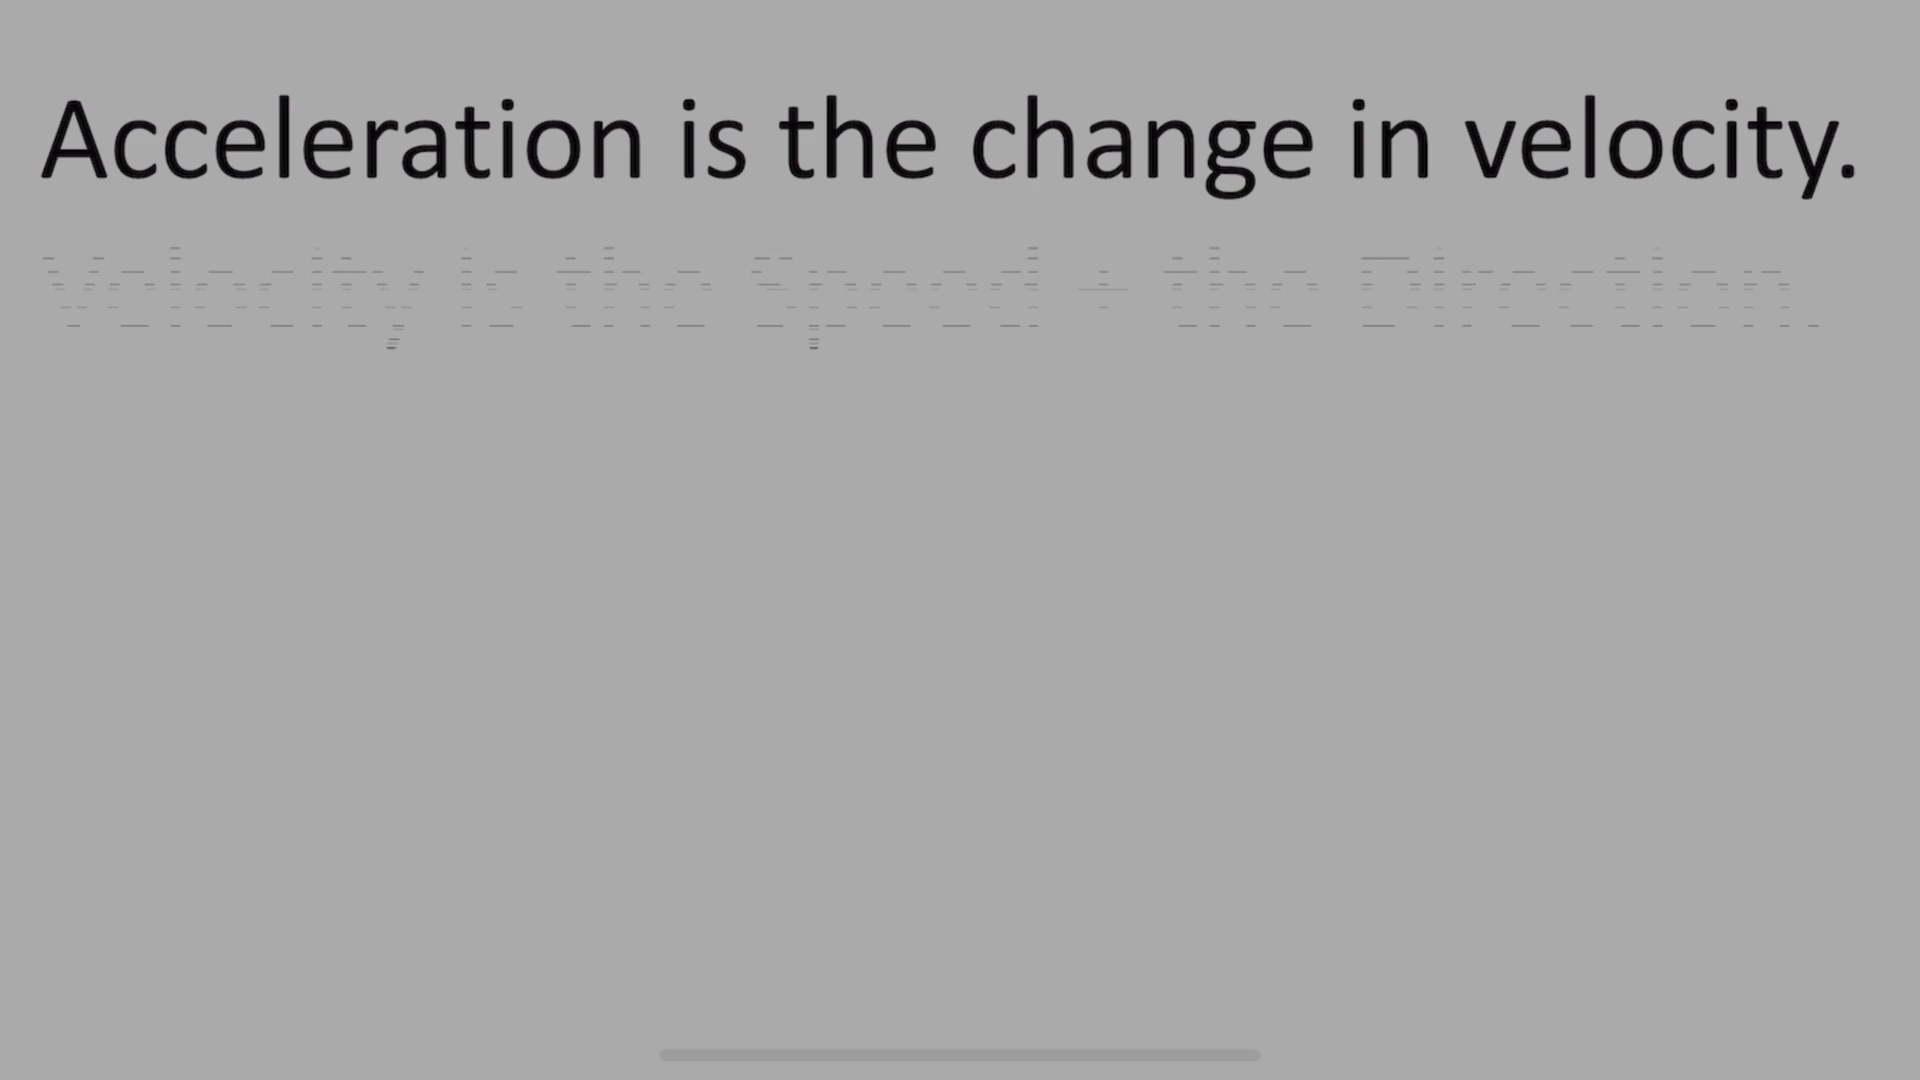 Acceleration is the change in velocity.
Velocity is the Speed + the Direction.